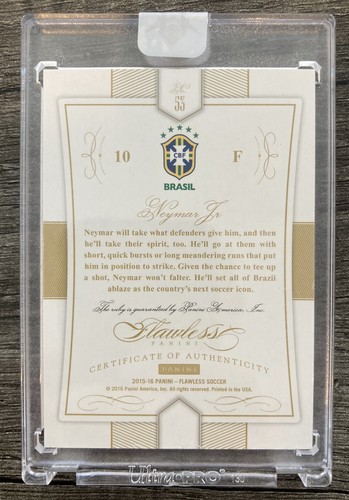 55
10
CBF
F
BRASIL
Neymar Jr
Neymar will take what defenders give him, and then
he'll take their spirit, too. He'll go at them with
short, quick bursts or long meandering runs that put
him in position to strike. Given the chance to tee up
a shot, Neymar won't falter. He'll set all of Brazil
ablaze as the country's next soccer icon.
The ruby is guaranteed by Panini America, Inc.
Flawless
PANINI
CERTIFICATE OF AUTHENTICITY
PANINI
2015-16 PANINI – FLAWLESS SOCCER
© 2016 Panini America, Inc. All rights reserved. Printed in the USA.
Ultra PRO